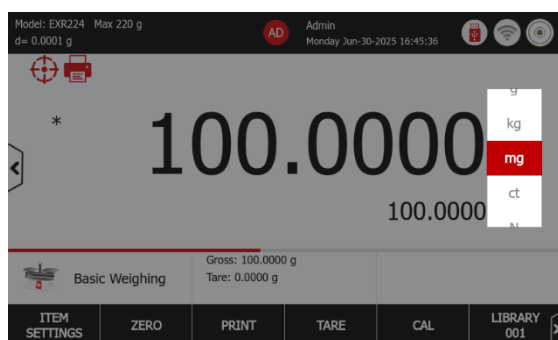 Model: EXR224 Max 220 g
d= 0.0001 g
AD
Admin
Monday Jun-30-2025 16:45:36
*
100.0000
100.0000
g
kg
mg
ct
N
Basic Weighing
Gross: 100.0000 g
Tare: 0.0000 g
ITEM
SETTINGS
ZERO
PRINT
TARE
CAL
LIBRARY
001